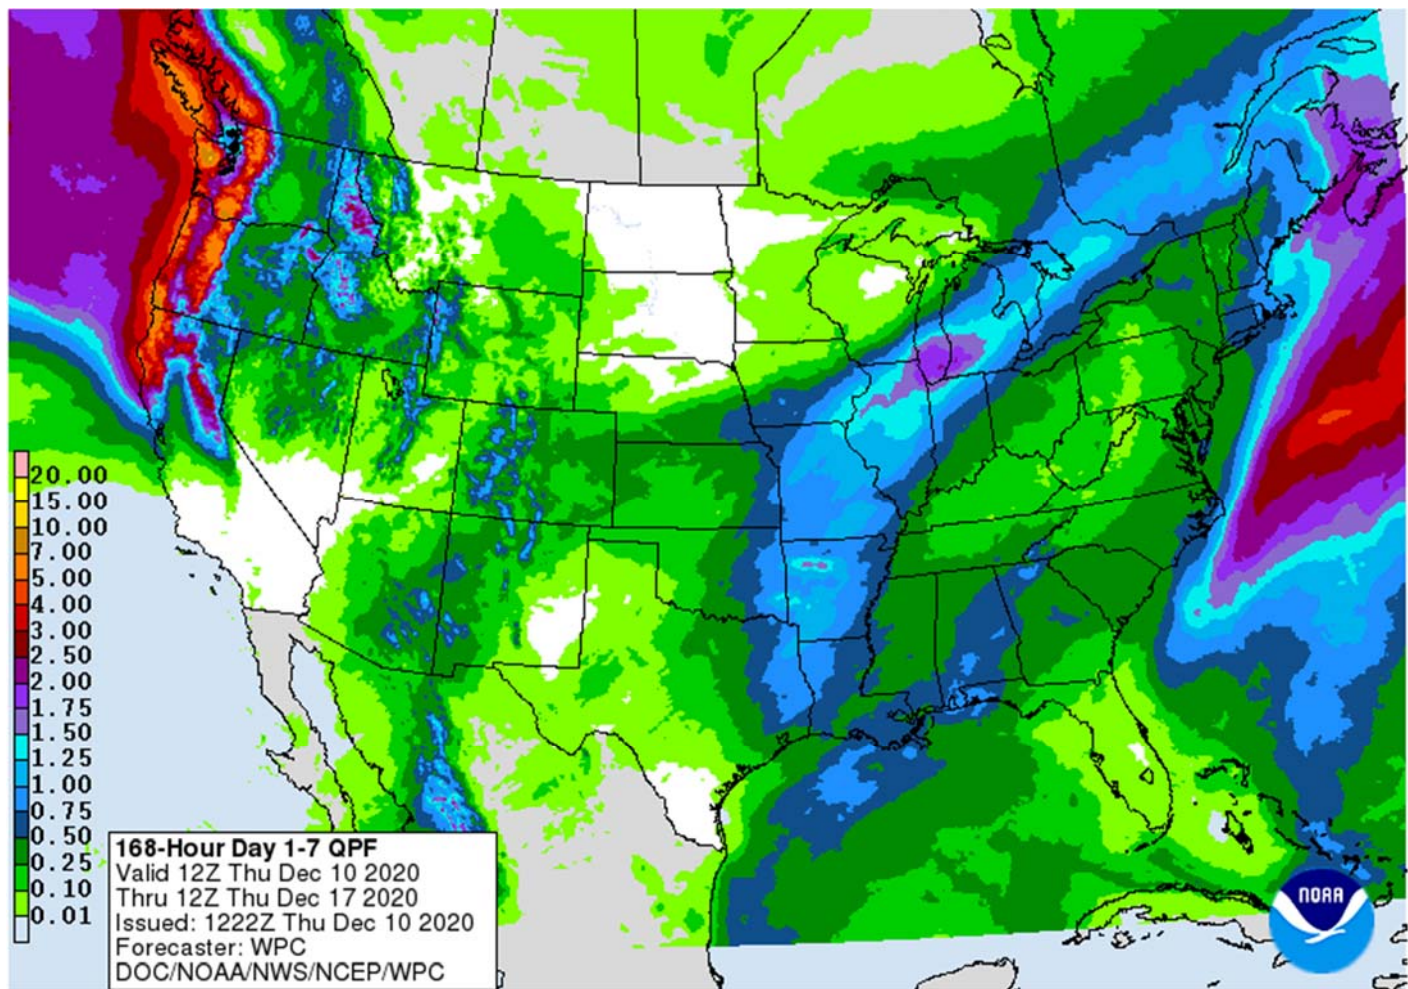 20.00
15.00
10.00
7.00
5.00
4.00
3.00
2.50
2.00
1.75
1.50
1.25
1.00
0.75
0.50
0.25
0.10
0.01
168-Hour Day 1-7 QPF
Valid 12Z Thu Dec 10 2020
Thru 12Z Thu Dec 17 2020
Issued: 1222Z Thu Dec 10 2020
Forecaster: WPC
DOC/NOAA/NWS/NCEP/WPC
NOAA